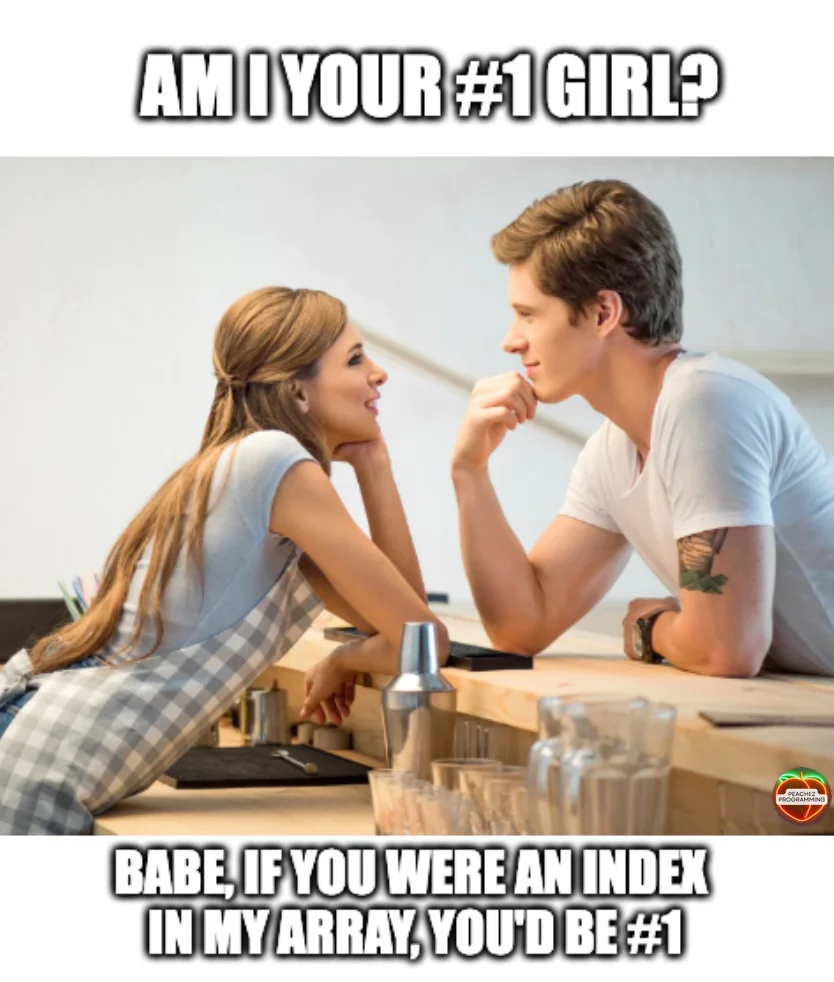 AM I YOUR #1 GIRL?
PEACHEZ
PROGRAMMING
BABE, IF YOU WERE AN INDEX
IN MY ARRAY, YOU'D BE #1